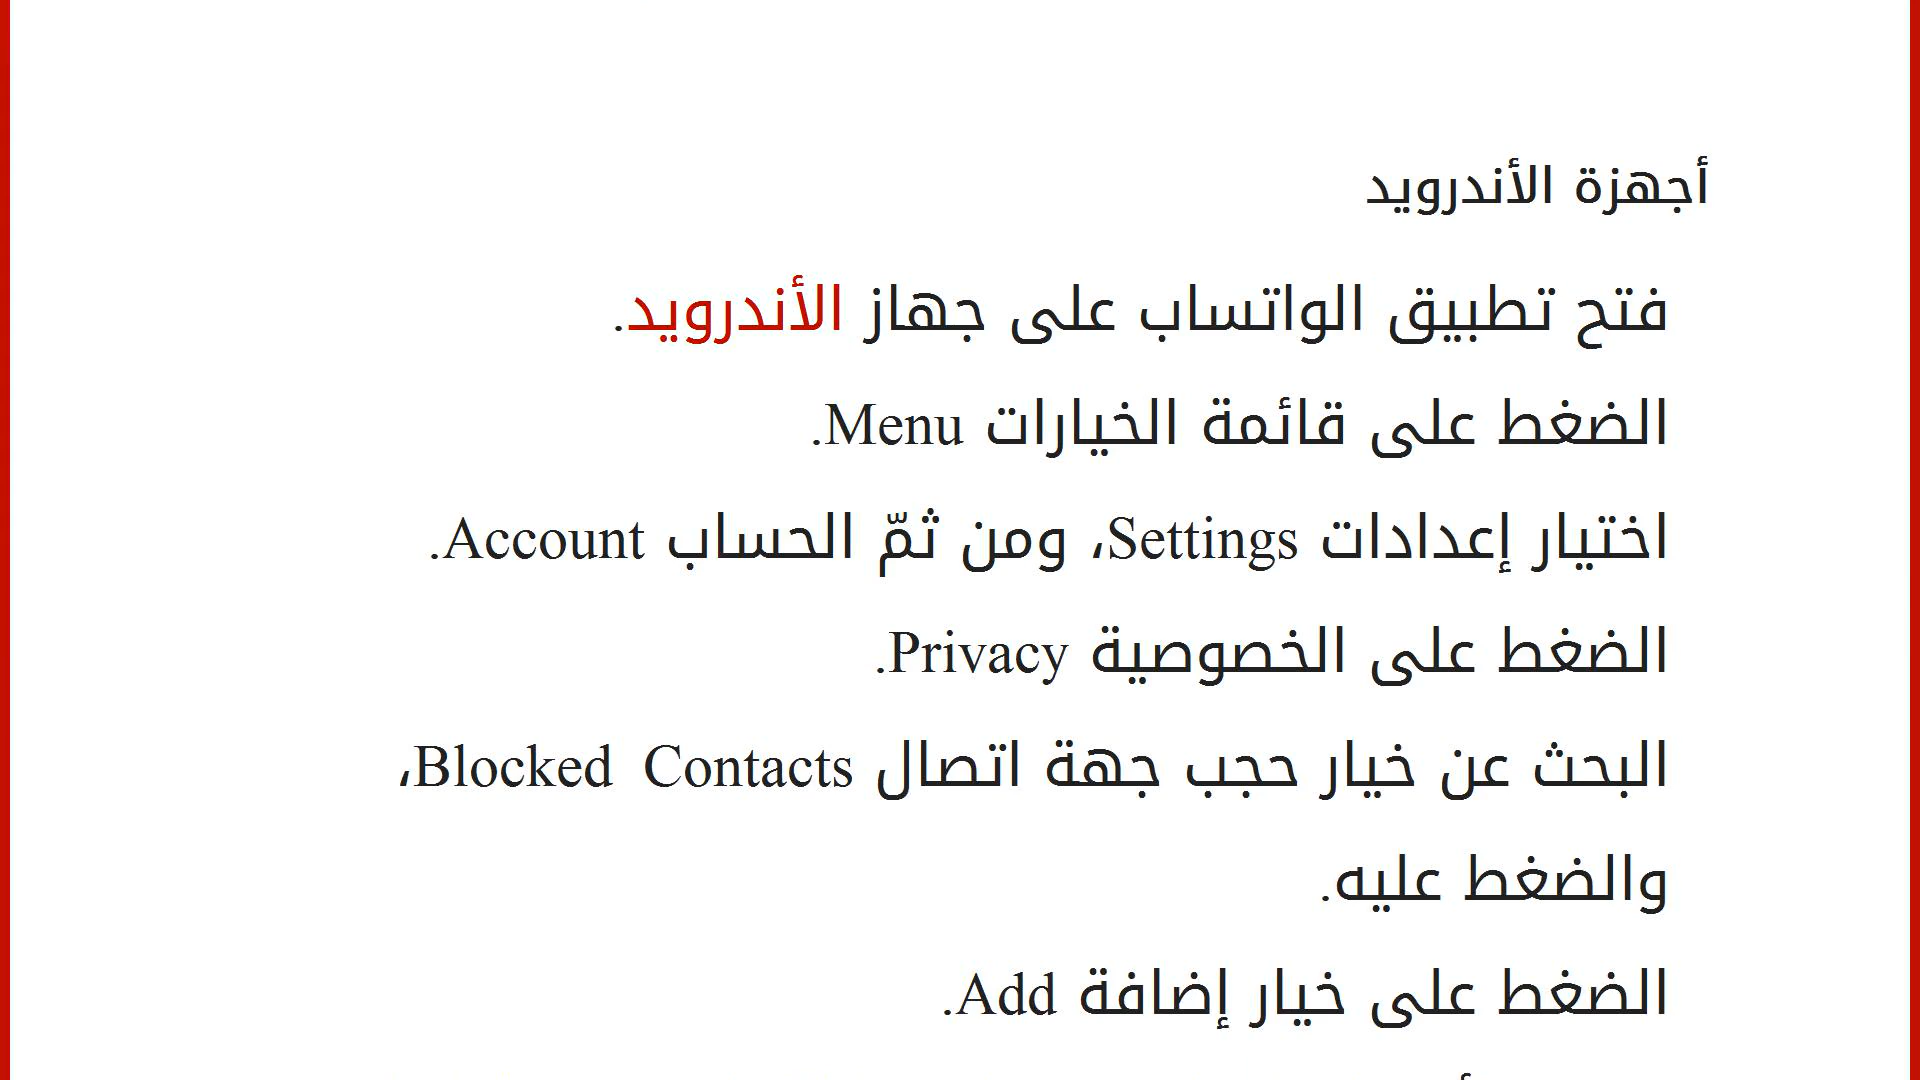 أجهزة الأندرويد
فتح تطبيق الواتساب على جهاز الأندرويد.
الضغط على قائمة الخيارات Menu.
اختيار إعدادات Settings، ومن ثمّ الحساب Account.
الضغط على الخصوصية Privacy.
البحث عن خيار حجب جهة اتصال Blocked Contacts،
والضغط عليه.
الضغط على خيار إضافة Add.